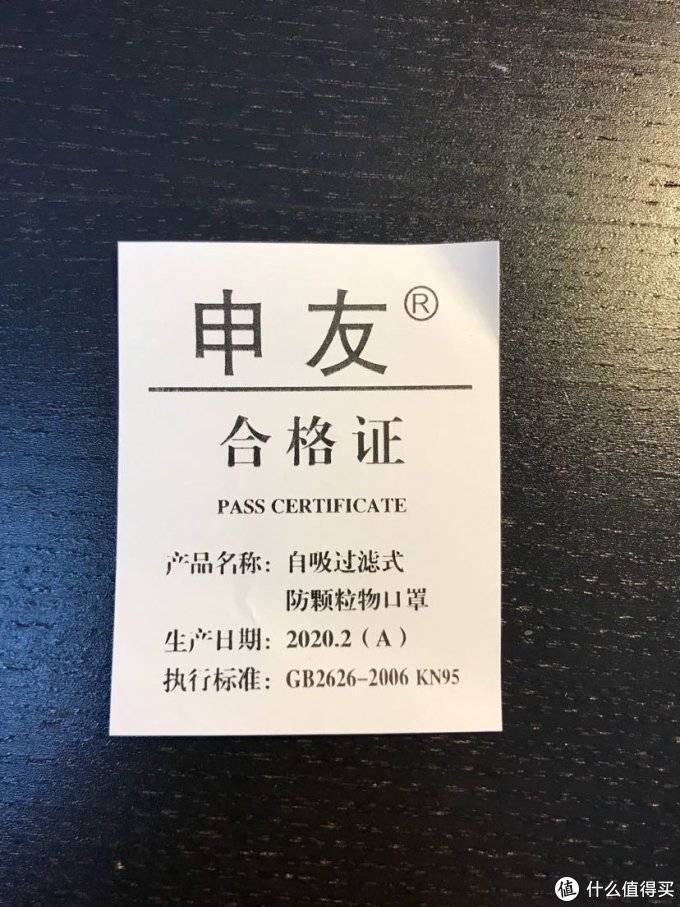 申友®
合格证
PASS CERTIFICATE
产品名称：自吸过滤式
防颗粒物口罩
生产日期：2020.2（A）
执行标准：GB2626-2006 KN95
值 什么值得买